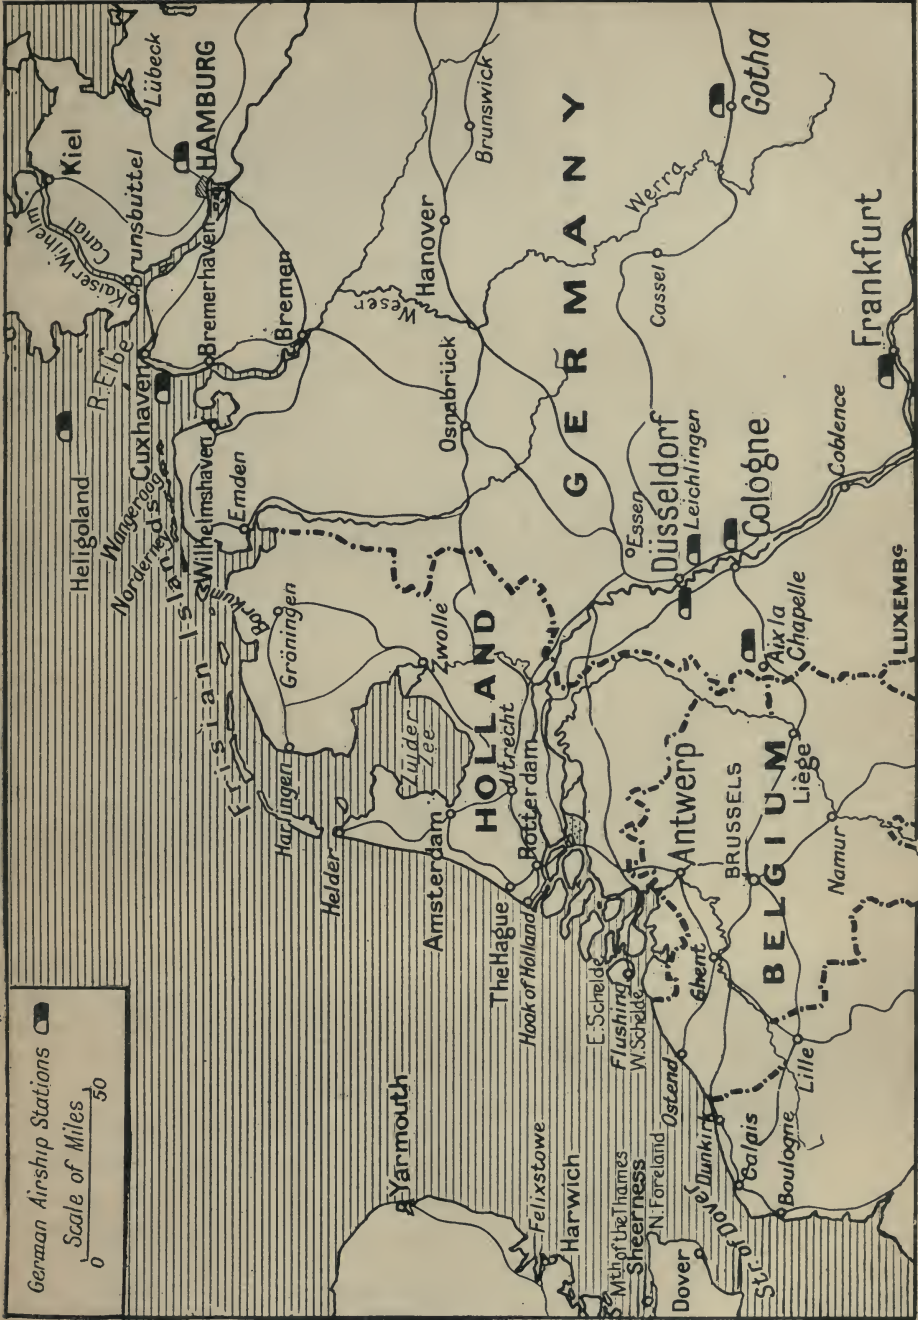 German Airship Stations
Scale of Miles
0 50
Kiel
Kaiser Wilhelm
Canal
Lübeck
HAMBURG
Brunsbüttel
R. Elbe
Heligoland
Cuxhaven
Bremerhaven
Bremen
Wangeroog
Norderney
Wilhelmshaven
Emden
Borkum
Frisian Islands
Gröningen
Harlingen
Helder
Zuider
Zee
Zwolle
Amsterdam
HOLLAND
Utrecht
The Hague
Rotterdam
Hook of Holland
Weser
Hanover
Brunswick
Osnabrück
GERMANY
Werra
Gotha
Cassel
Frankfurt
Essen
Düsseldorf
Leichlingen
Cologne
Coblence
Aix la
Chapelle
LUXEMBG
E. Schelde
Flushing
W. Schelde
Antwerp
BRUSSELS
BELGIUM
Liège
Namur
Ghent
Ostend
Lille
Dunkirk
Calais
Boulogne
Str. of Dover
Yarmouth
Felixstowe
Harwich
Mth of the Thames
Sheerness
N. Foreland
Dover